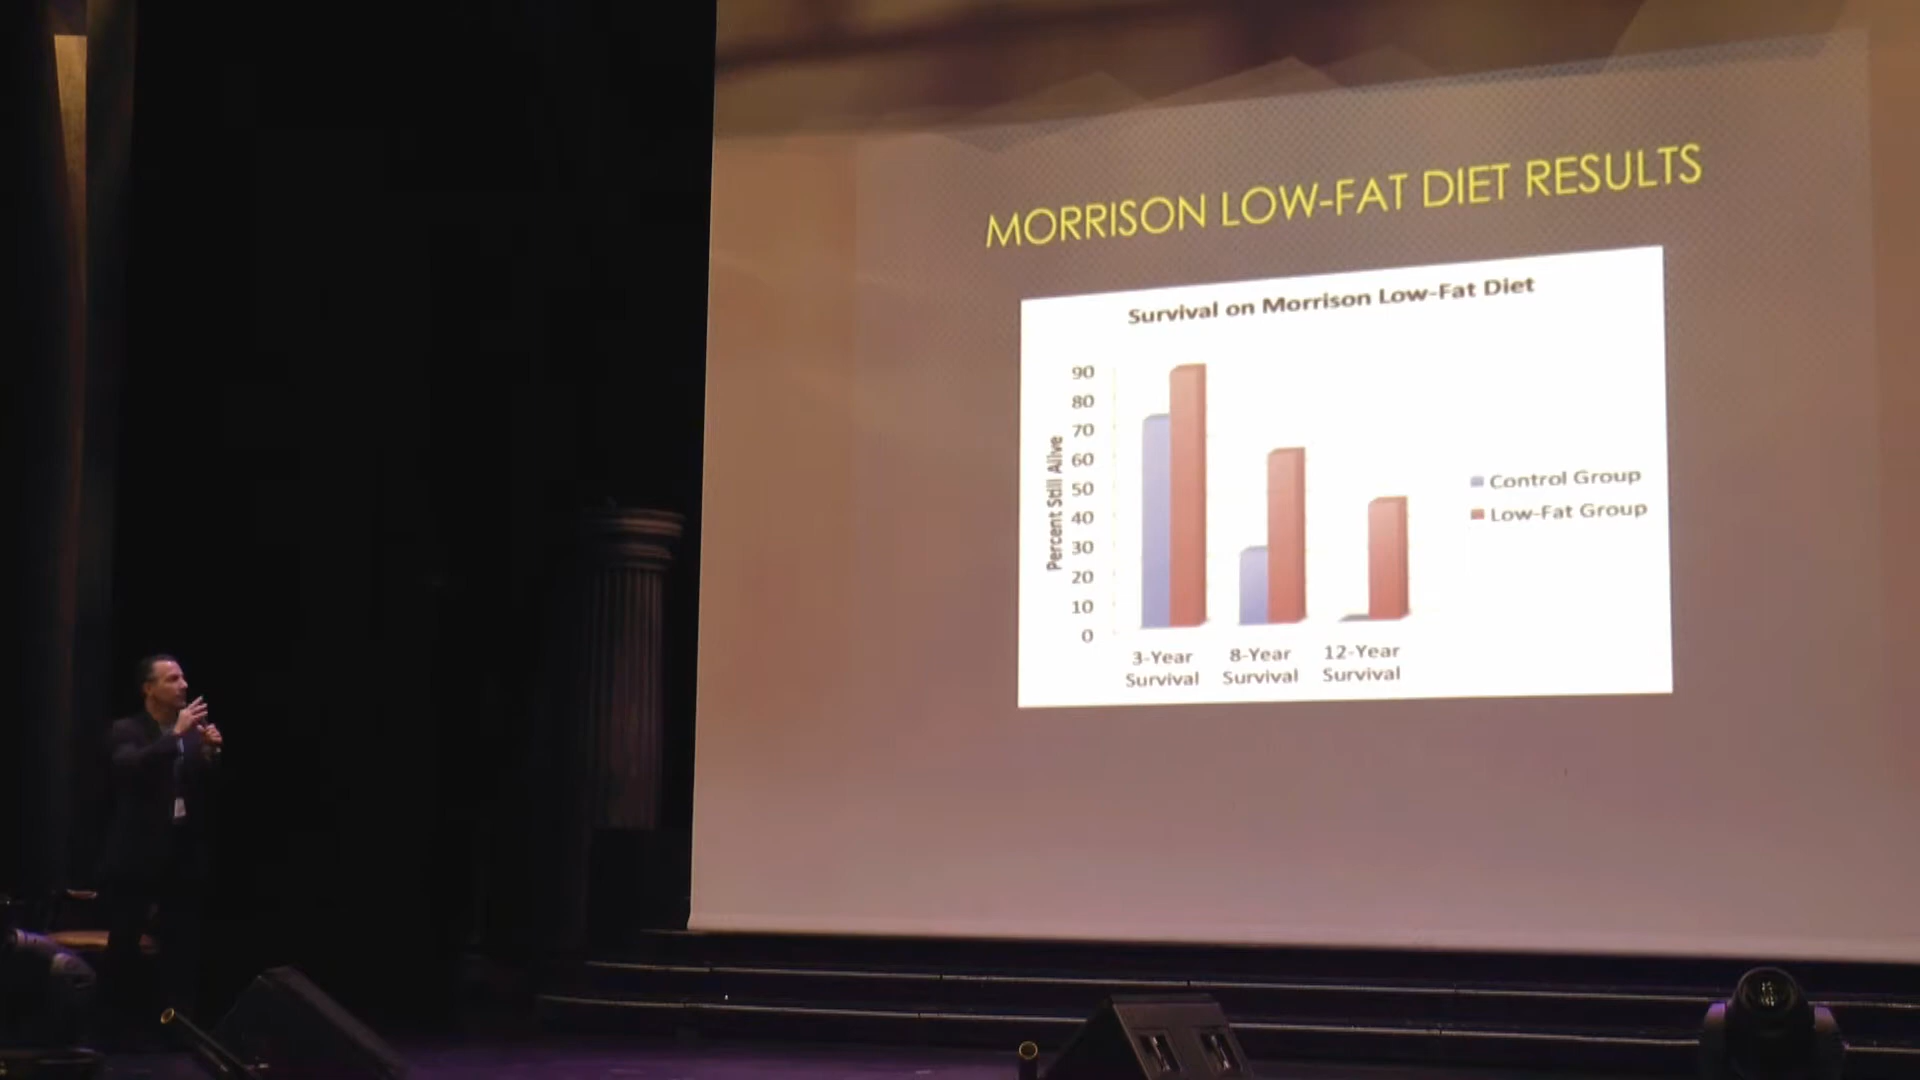 MORRISON LOW-FAT DIET RESULTS
Survival on Morrison Low-Fat Diet
Percent Still Alive
90
80
70
60
50
40
30
20
10
0
3-Year Survival
8-Year Survival
12-Year Survival
Control Group
Low-Fat Group